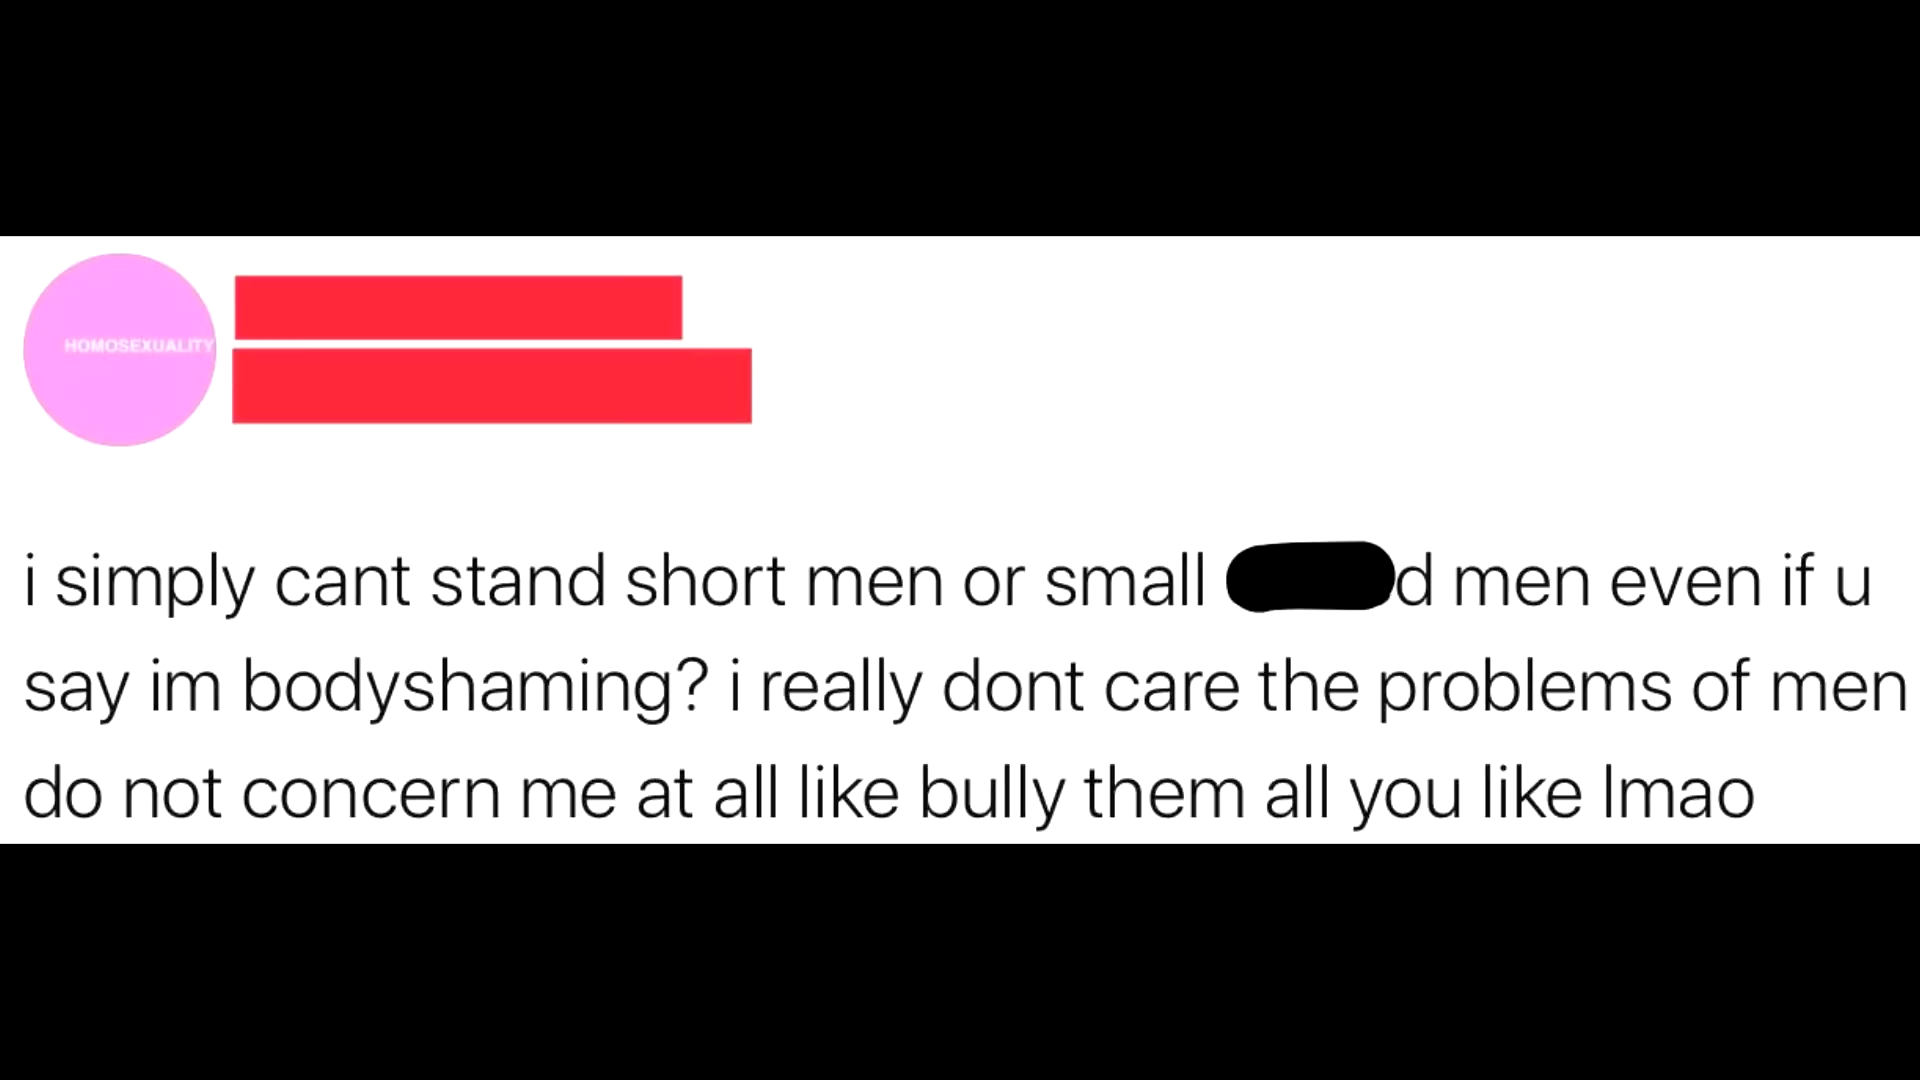 HOMOSEXUALITY
i simply cant stand short men or small d men even if u
say im bodyshaming? i really dont care the problems of men
do not concern me at all like bully them all you like lmao